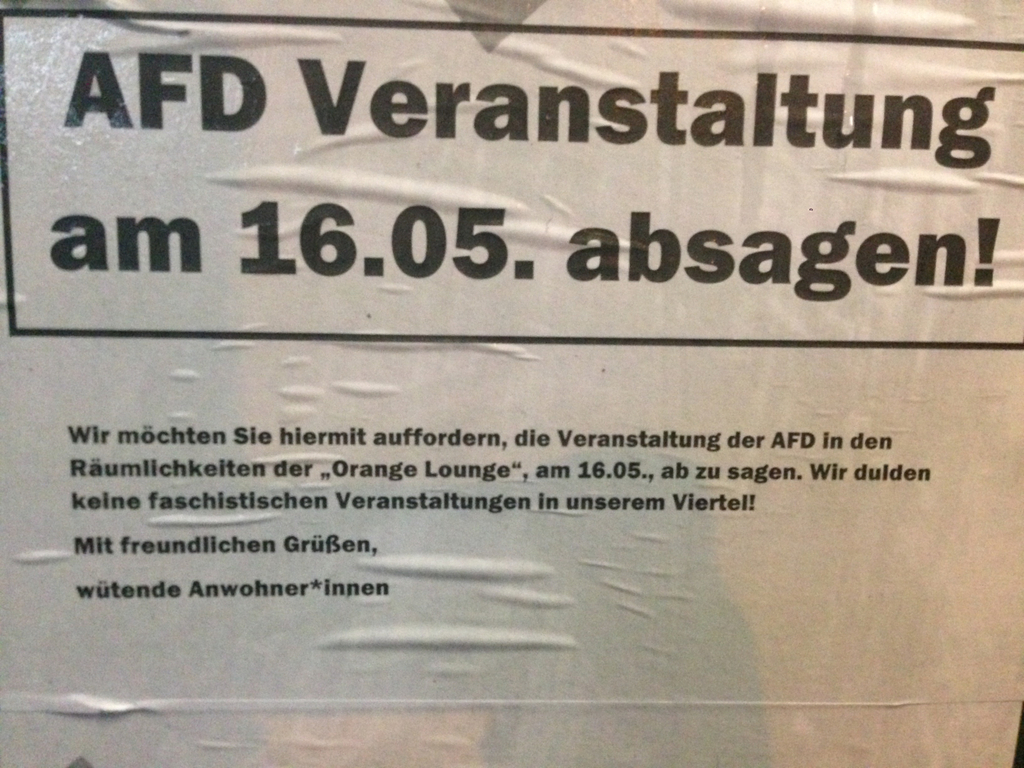 AFD Veranstaltung
am 16.05. absagen!
Wir möchten Sie hiermit auffordern, die Veranstaltung der AFD in den
Räumlichkeiten der „Orange Lounge“, am 16.05., ab zu sagen. Wir dulden
keine faschistischen Veranstaltungen in unserem Viertel!
Mit freundlichen Grüßen,
wütende Anwohner*innen